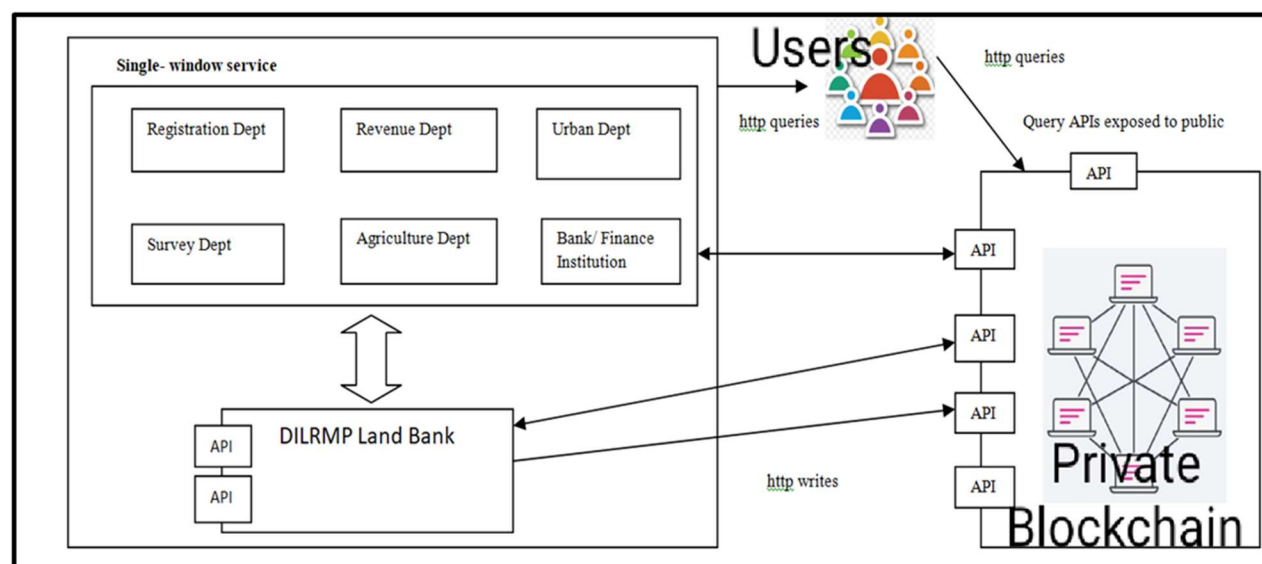 Users
http queries
Single- window service
http queries
Registration Dept
Revenue Dept
Urban Dept
Query APIs exposed to public
API
Survey Dept
Agriculture Dept
Bank/ Finance
Institution
API
API
DILRMP Land Bank
API
API
API
http writes
API
Private
Blockchain